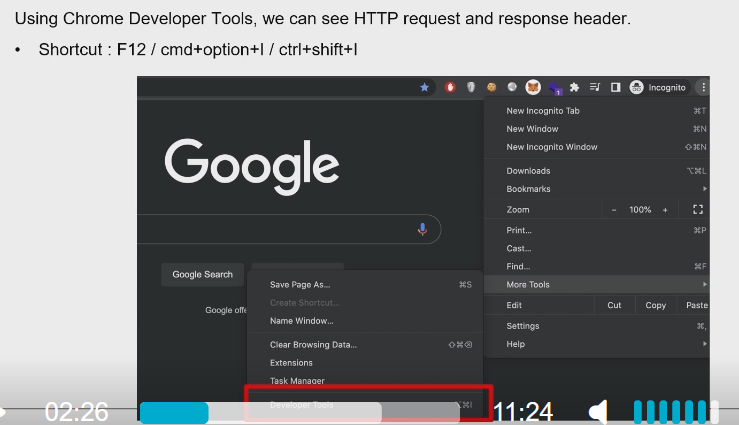 Using Chrome Developer Tools, we can see HTTP request and response header.
• Shortcut : F12 / cmd+option+I / ctrl+shift+I
1
Incognito
New Incognito Tab ⌘T
New Window ⌘N
New Incognito Window ⇧⌘N
Google
Downloads ⌥⌘L
Bookmarks
Zoom - 100% +
Print... ⌘P
Cast...
Find... ⌘F
Google Search
More Tools
Save Page As... ⌘S
Create Shortcut...
Edit Cut Copy Paste
Google offe
Name Window...
Settings ⌘,
Clear Browsing Data... ⇧⌘⌫
Help
Extensions
Task Manager
Developer Tools ⌥⌘I
02:26 11:24